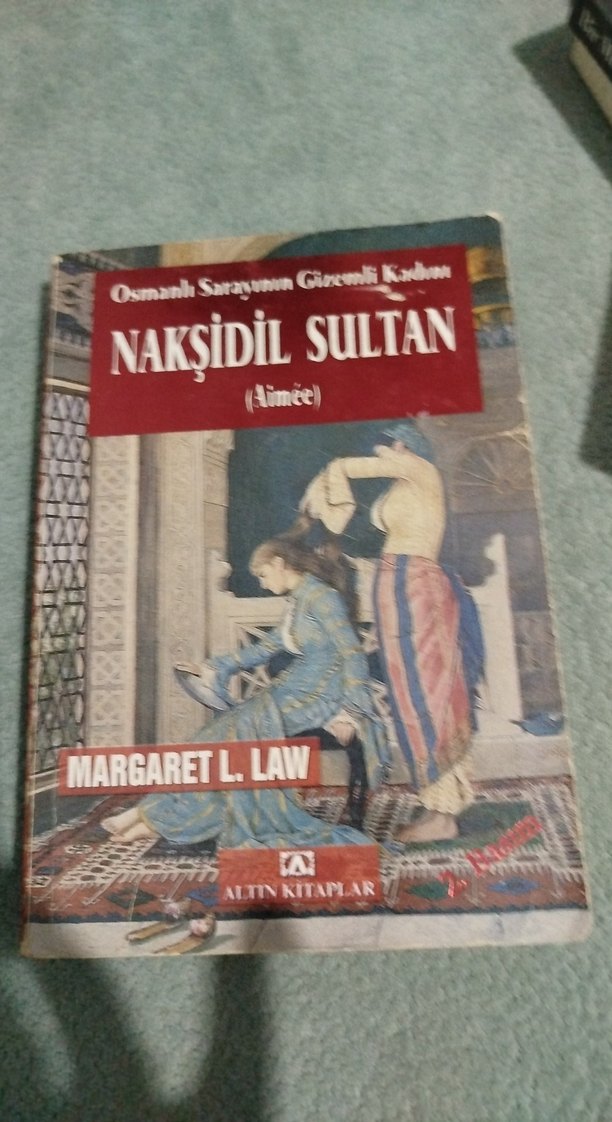 Osmanlı Sarayının Gizemli Kadını
NAKŞİDİL SULTAN
(Aimée)
MARGARET L. LAW
ALTIN KİTAPLAR